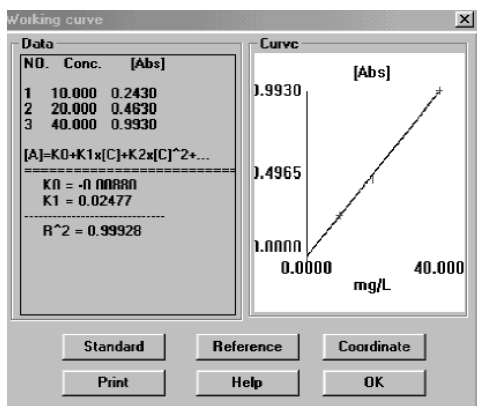 Working curve
Data
NO. Conc. [Abs]
1 10.000 0.2430
2 20.000 0.4630
3 40.000 0.9930
[A]=K0+K1x[C]+K2x[C]^2+...
==========================
K0 = -0.00880
K1 = 0.02477
--------------------
R^2 = 0.99928
Curve
[Abs]
0.9930
0.4965
0.0000
0.0000 40.000
mg/L
Standard Reference Coordinate
Print Help OK